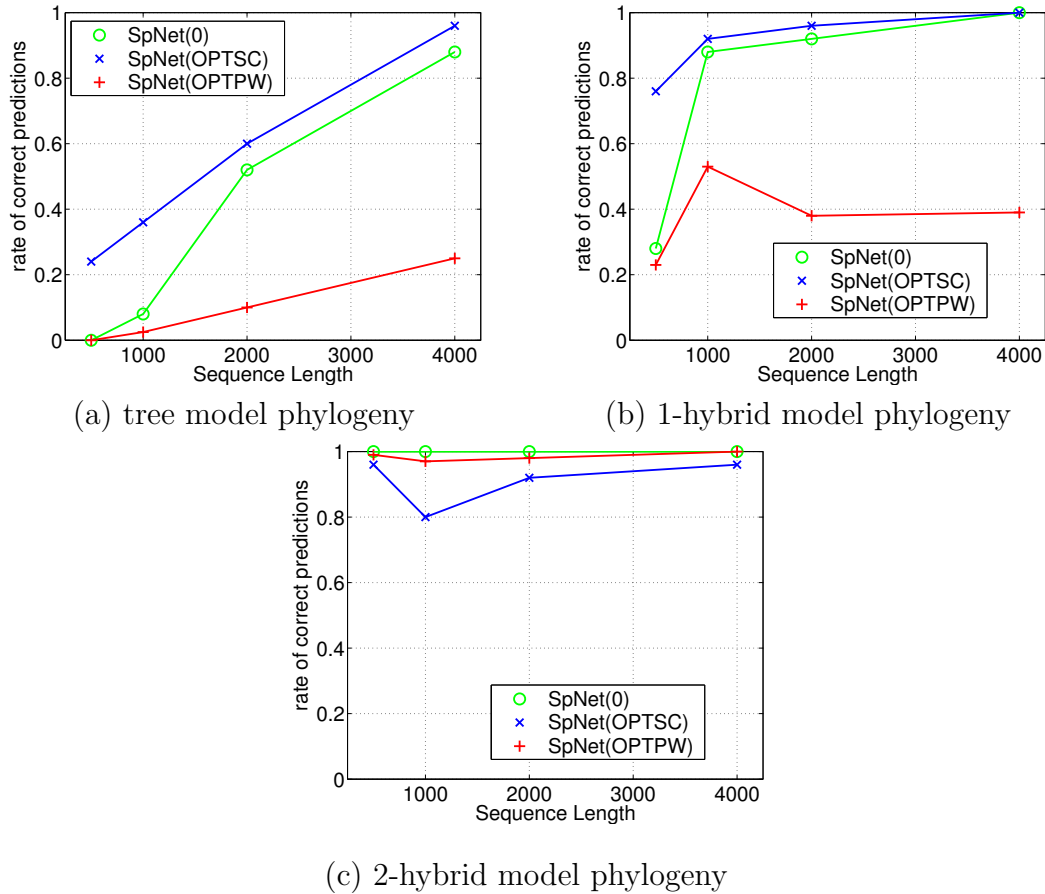 1
0.8
0.6
0.4
0.2
0
rate of correct predictions
SpNet(0)
SpNet(OPTSC)
SpNet(OPTPW)
1000 2000 3000 4000
Sequence Length
(a) tree model phylogeny
1
0.8
0.6
0.4
0.2
0
rate of correct predictions
SpNet(0)
SpNet(OPTSC)
SpNet(OPTPW)
1000 2000 3000 4000
Sequence Length
(b) 1-hybrid model phylogeny
1
0.8
0.6
0.4
0.2
0
rate of correct predictions
SpNet(0)
SpNet(OPTSC)
SpNet(OPTPW)
1000 2000 3000 4000
Sequence Length
(c) 2-hybrid model phylogeny